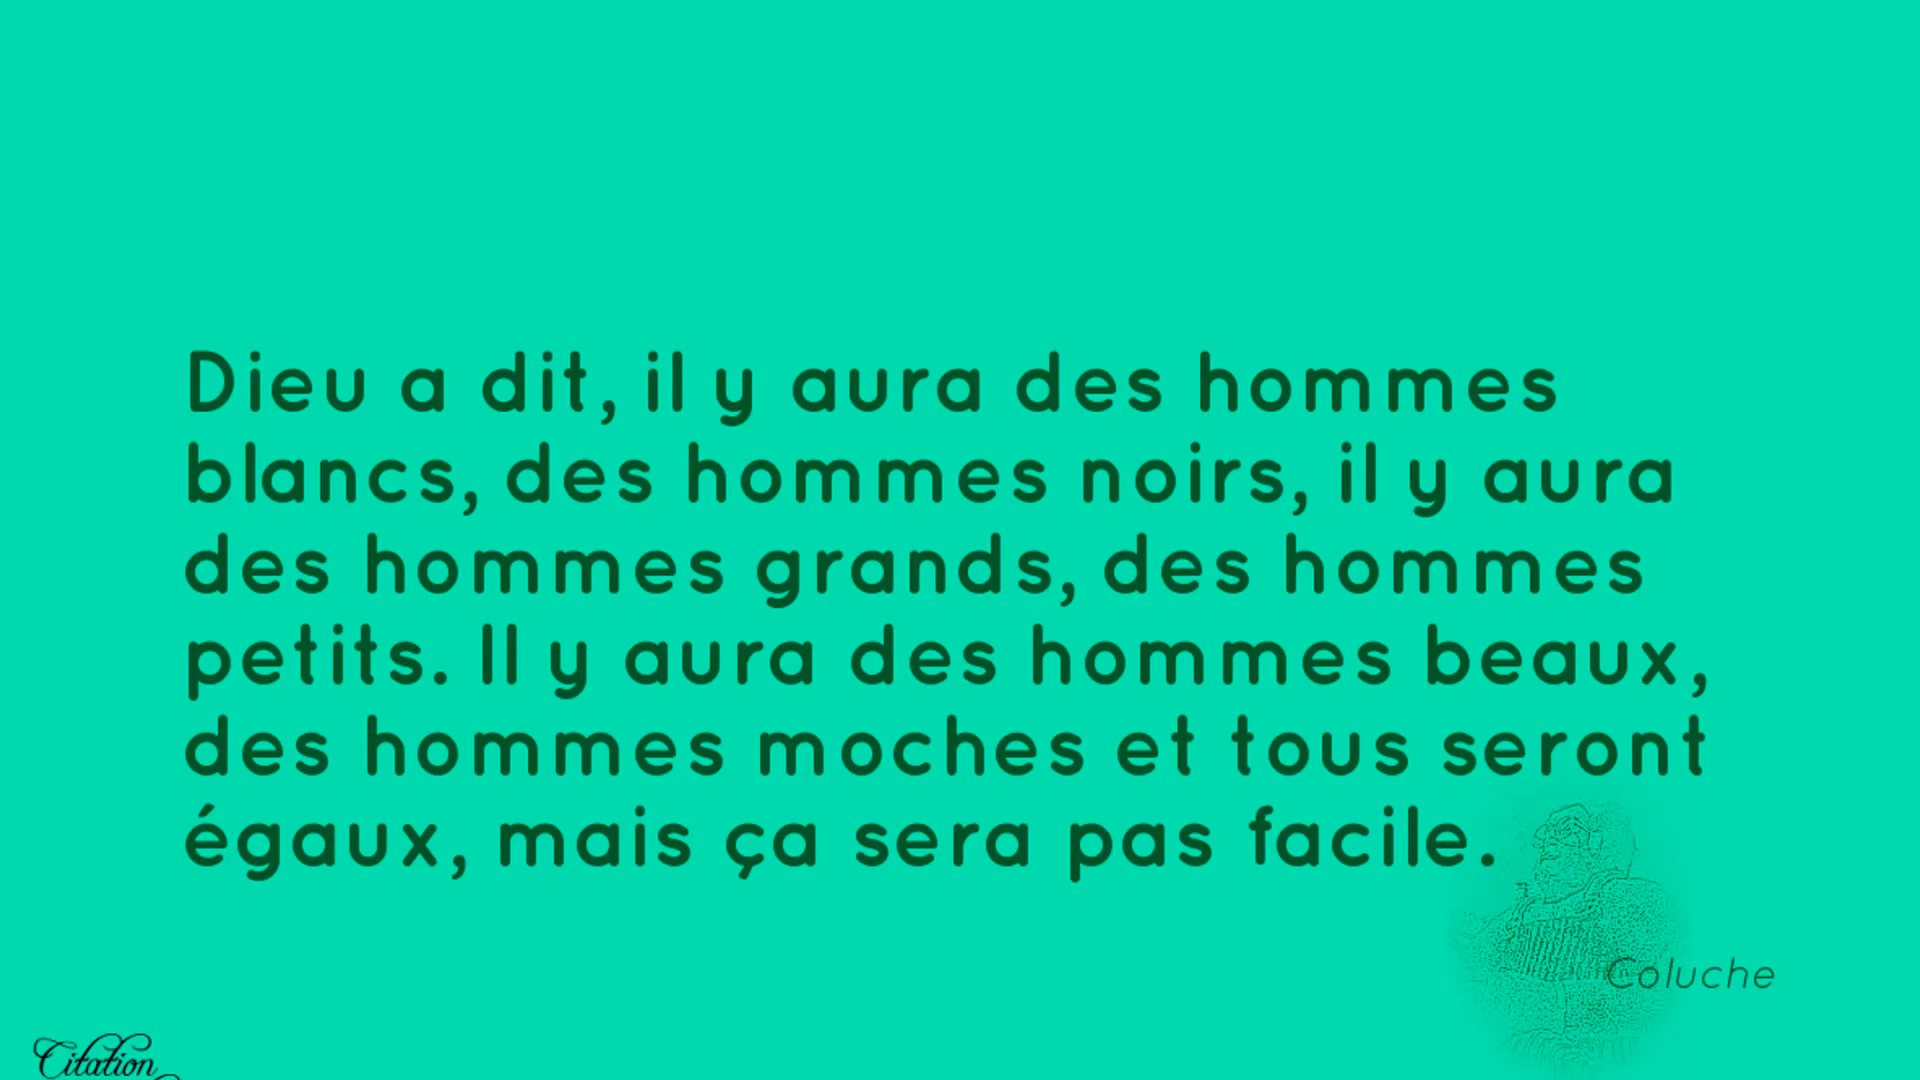 Dieu a dit, il y aura des hommes
blancs, des hommes noirs, il y aura
des hommes grands, des hommes
petits. Il y aura des hommes beaux,
des hommes moches et tous seront
égaux, mais ça sera pas facile.
Coluche
Citation